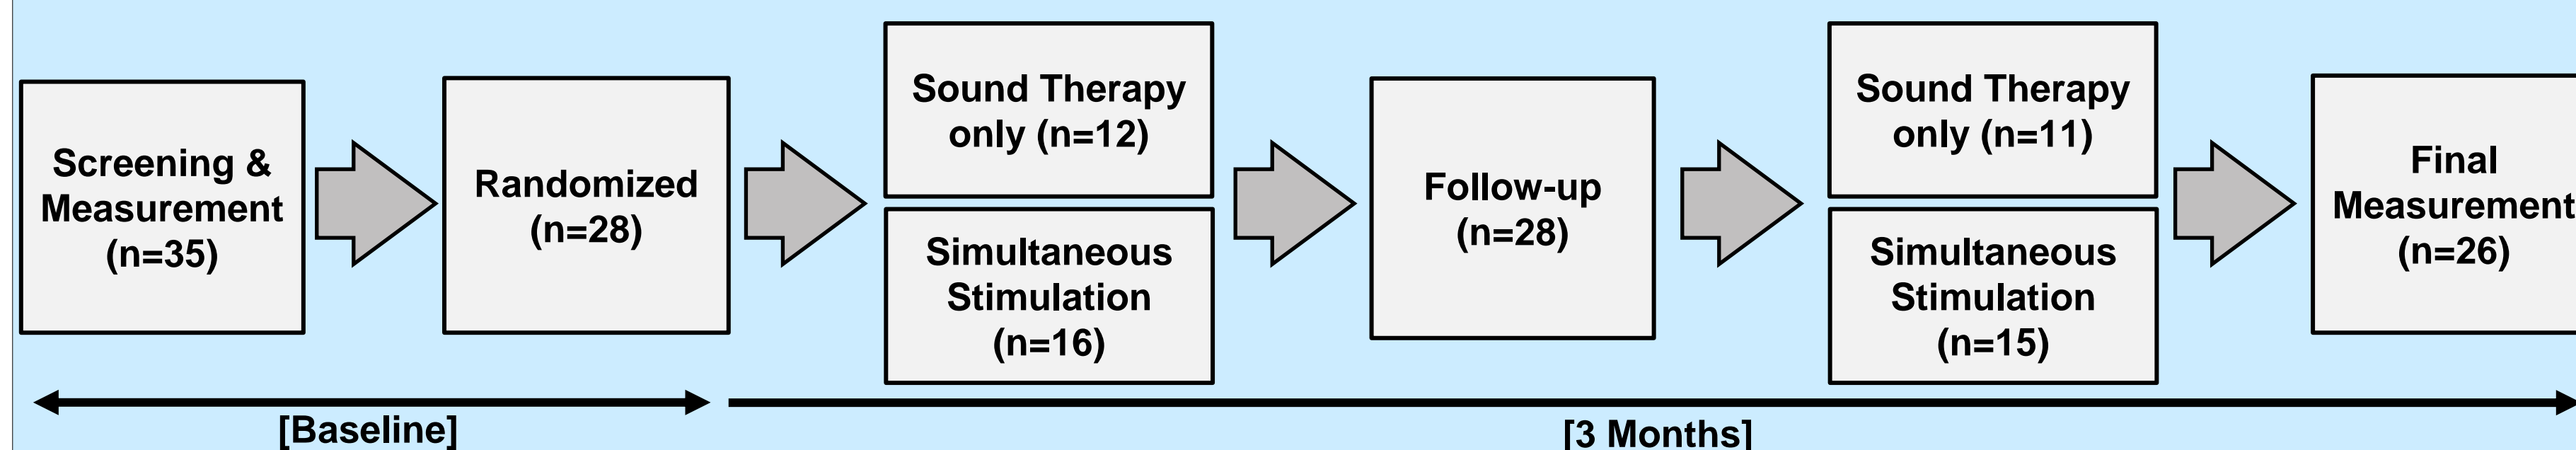 Screening &
Measurement
(n=35)
Randomized
(n=28)
Sound Therapy
only (n=12)
Simultaneous
Stimulation
(n=16)
Follow-up
(n=28)
Sound Therapy
only (n=11)
Simultaneous
Stimulation
(n=15)
Final
Measurement
(n=26)
[Baseline]
[3 Months]